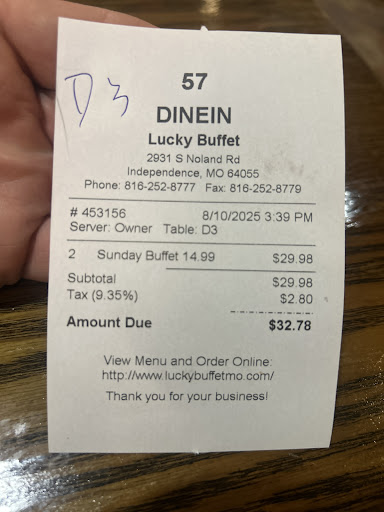 D3
57
DINEIN
Lucky Buffet
2931 S Noland Rd
Independence, MO 64055
Phone: 816-252-8777 Fax: 816-252-8779
# 453156 8/10/2025 3:39 PM
Server: Owner Table: D3
2 Sunday Buffet 14.99 $29.98
Subtotal $29.98
Tax (9.35%) $2.80
Amount Due $32.78
View Menu and Order Online:
http://www.luckybuffetmo.com/
Thank you for your business!